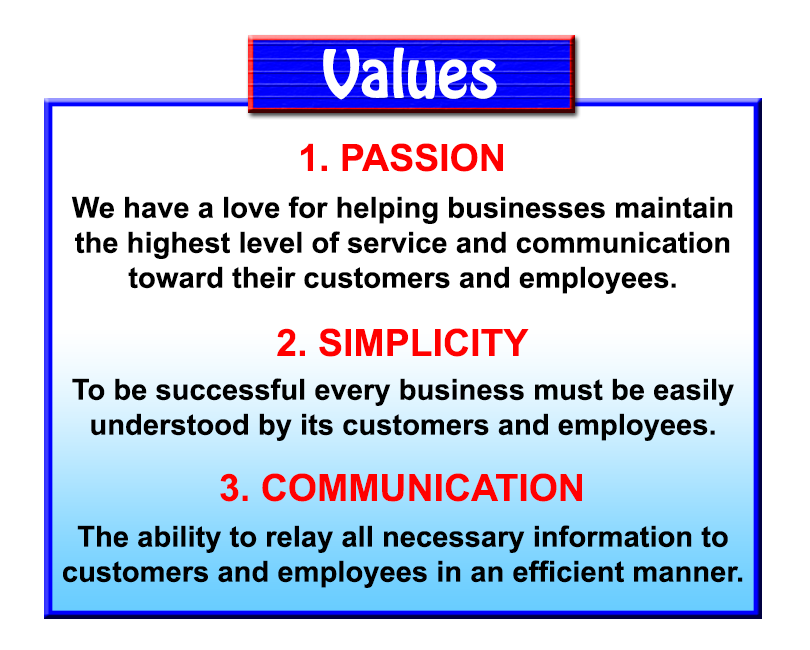 Values
1. PASSION
We have a love for helping businesses maintain
the highest level of service and communication
toward their customers and employees.
2. SIMPLICITY
To be successful every business must be easily
understood by its customers and employees.
3. COMMUNICATION
The ability to relay all necessary information to
customers and employees in an efficient manner.